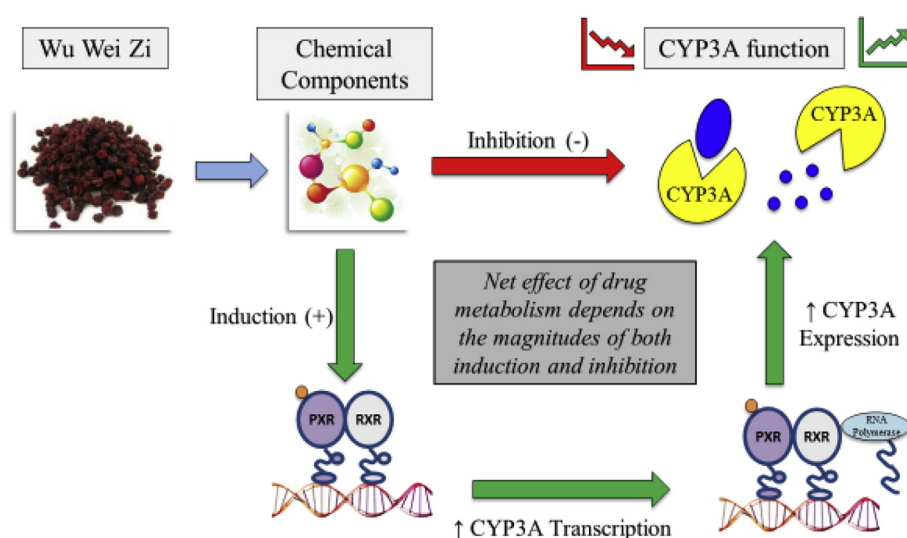 Wu Wei Zi
Chemical
Components
CYP3A function
Inhibition (-)
CYP3A
CYP3A
Induction (+)
Net effect of drug
metabolism depends on
the magnitudes of both
induction and inhibition
↑ CYP3A
Expression
PXR
RXR
PXR
RXR
RNA
Polymerase
↑ CYP3A Transcription